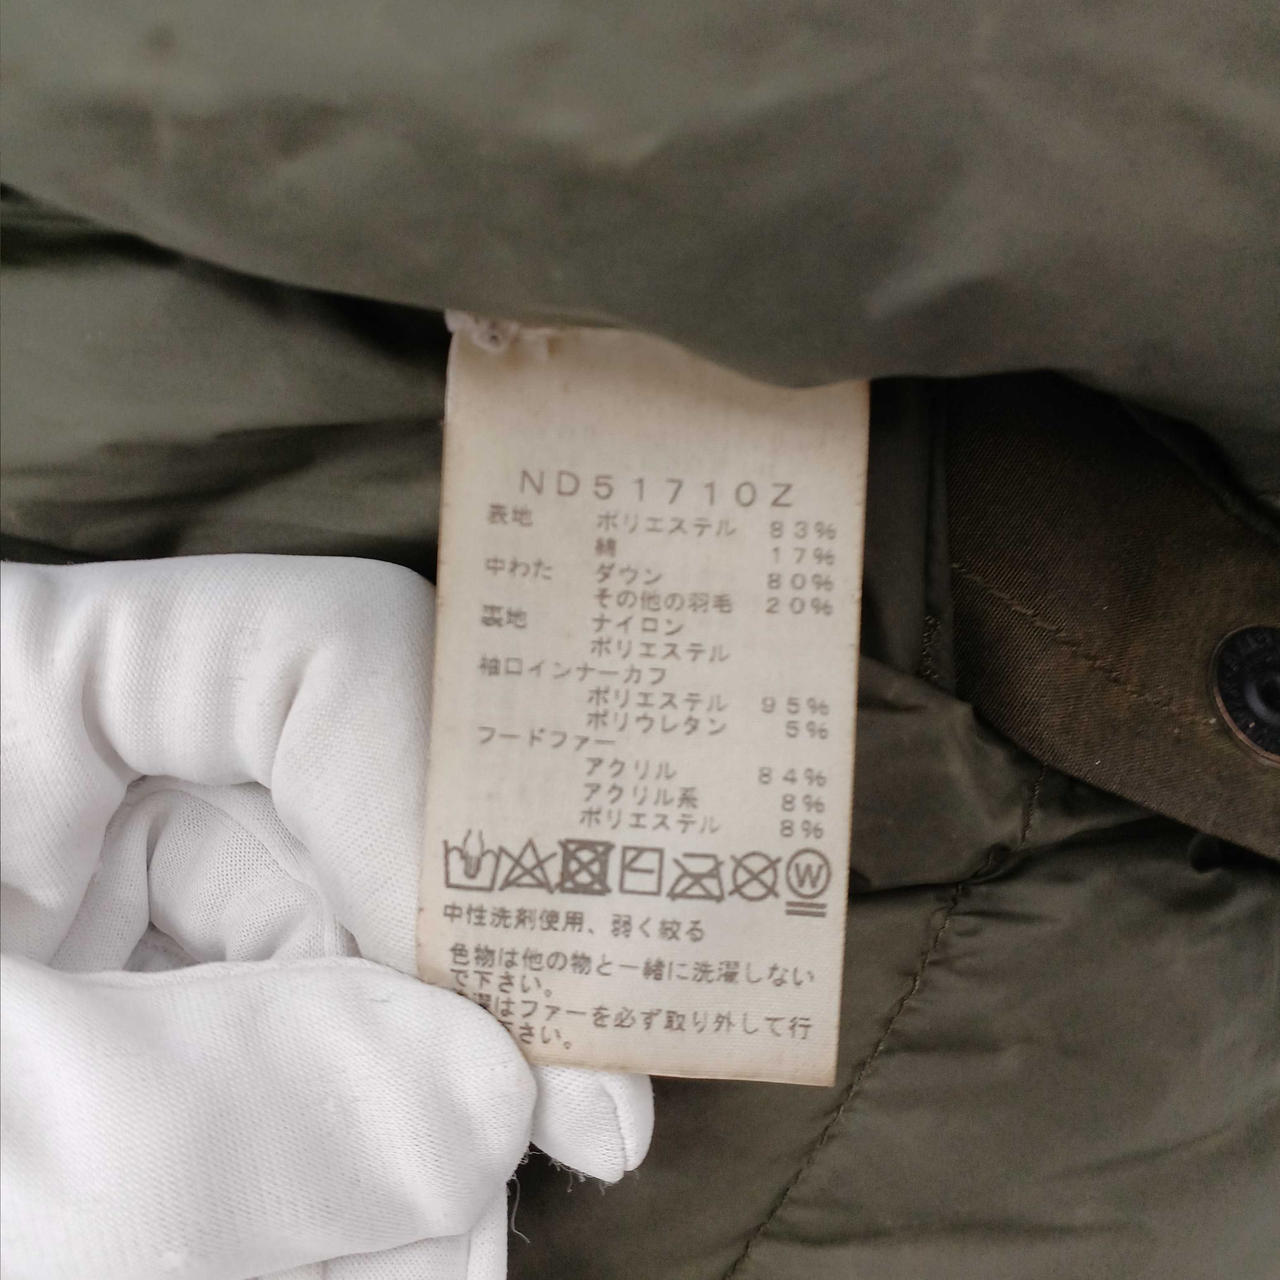 ND51710Z
表地 ポリエステル 83%
綿 17%
中わた ダウン 80%
その他の羽毛 20%
裏地 ナイロン
ポリエステル
袖口インナーカフ
ポリエステル 95%
ポリウレタン 5%
フードファー
アクリル 84%
アクリル系 8%
ポリエステル 8%
W
中性洗剤使用、弱く絞る
色物は他の物と一緒に洗濯しない
で下さい。
濯はファーを必ず取り外して行
さい。